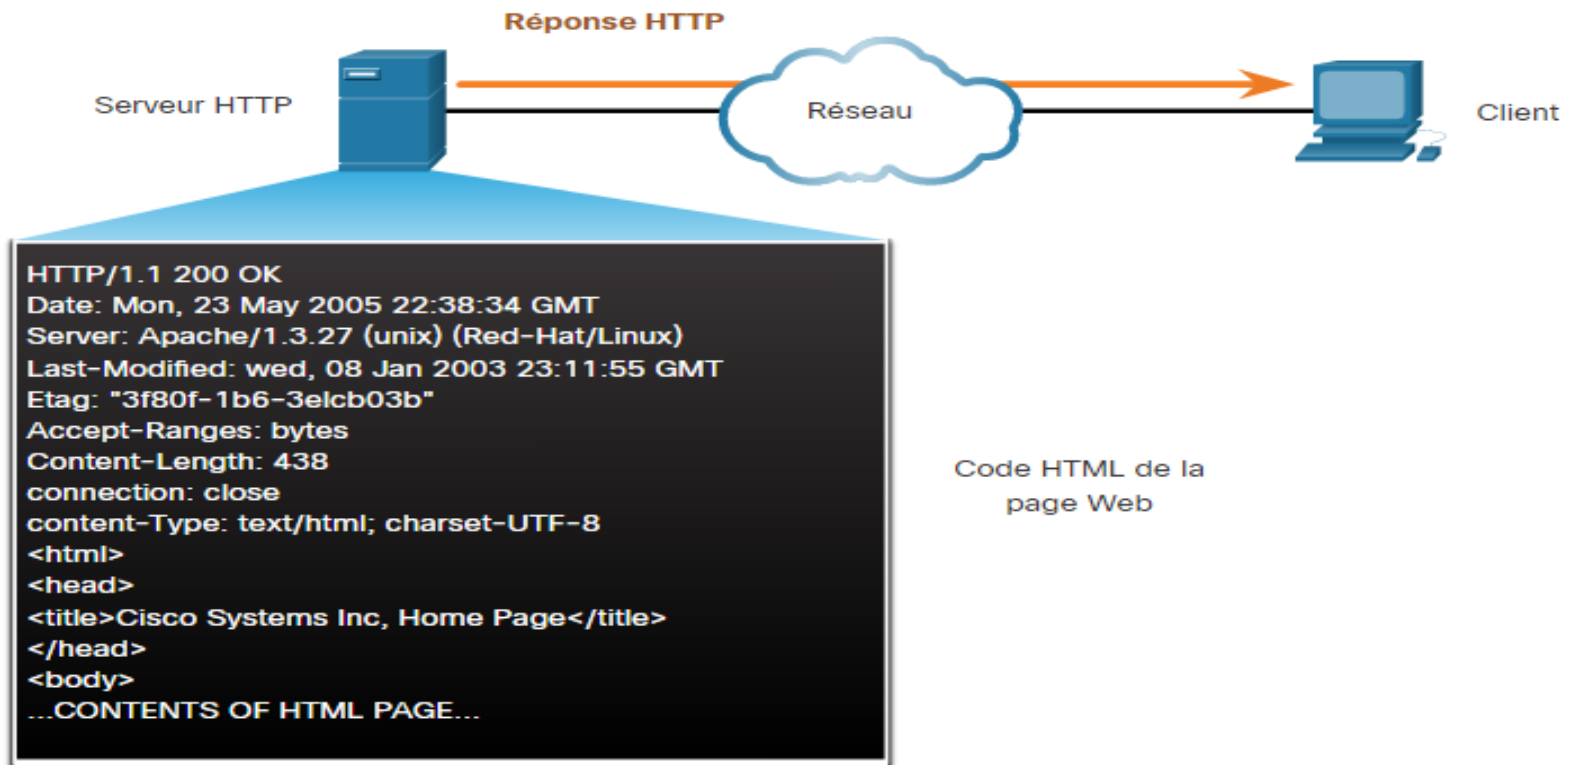 Réponse HTTP
Serveur HTTP
Réseau
Client
HTTP/1.1 200 OK
Date: Mon, 23 May 2005 22:38:34 GMT
Server: Apache/1.3.27 (unix) (Red-Hat/Linux)
Last-Modified: wed, 08 Jan 2003 23:11:55 GMT
Etag: "3f80f-1b6-3elcb03b"
Accept-Ranges: bytes
Content-Length: 438
connection: close
content-Type: text/html; charset-UTF-8
<html>
<head>
<title>Cisco Systems Inc, Home Page</title>
</head>
<body>
...CONTENTS OF HTML PAGE...
Code HTML de la
page Web